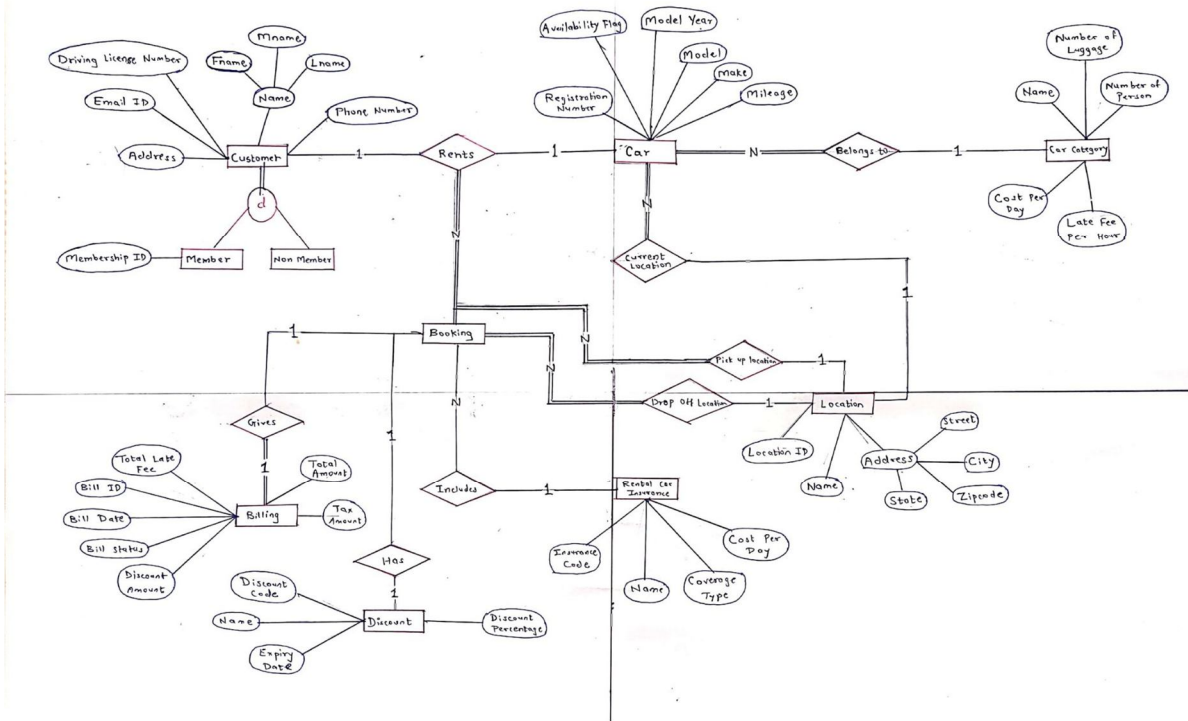 Availability Flag
Model Year
Mname
Number of
Luggage
Driving License Number
Fname
Lname
Model
Make
Email ID
Name
Phone Number
Registration
Number
Mileage
Name
Number of
Person
Address
Customer
1
Rents
1
Car
N
Belongs to
1
Car Category
d
N
Cost Per
Day
Late Fee
per Hour
Membership ID
Member
Non Member
N
Current
Location
1
1
Booking
N
N
Pick up location
1
N
Drop Off Location
1
Location
Gives
1
Street
Location ID
Address
City
Total Late
Fee
1
Total
Amount
Name
State
Zipcode
Bill ID
Includes
1
Rental Car
Insurance
Bill Date
Billing
Tax
Amount
Bill Status
Insurance
Code
Cost Per
Day
Discount
Amount
Has
Name
Coverage
Type
Discount
Code
1
Name
Discount
Discount
Percentage
Expiry
Date
N